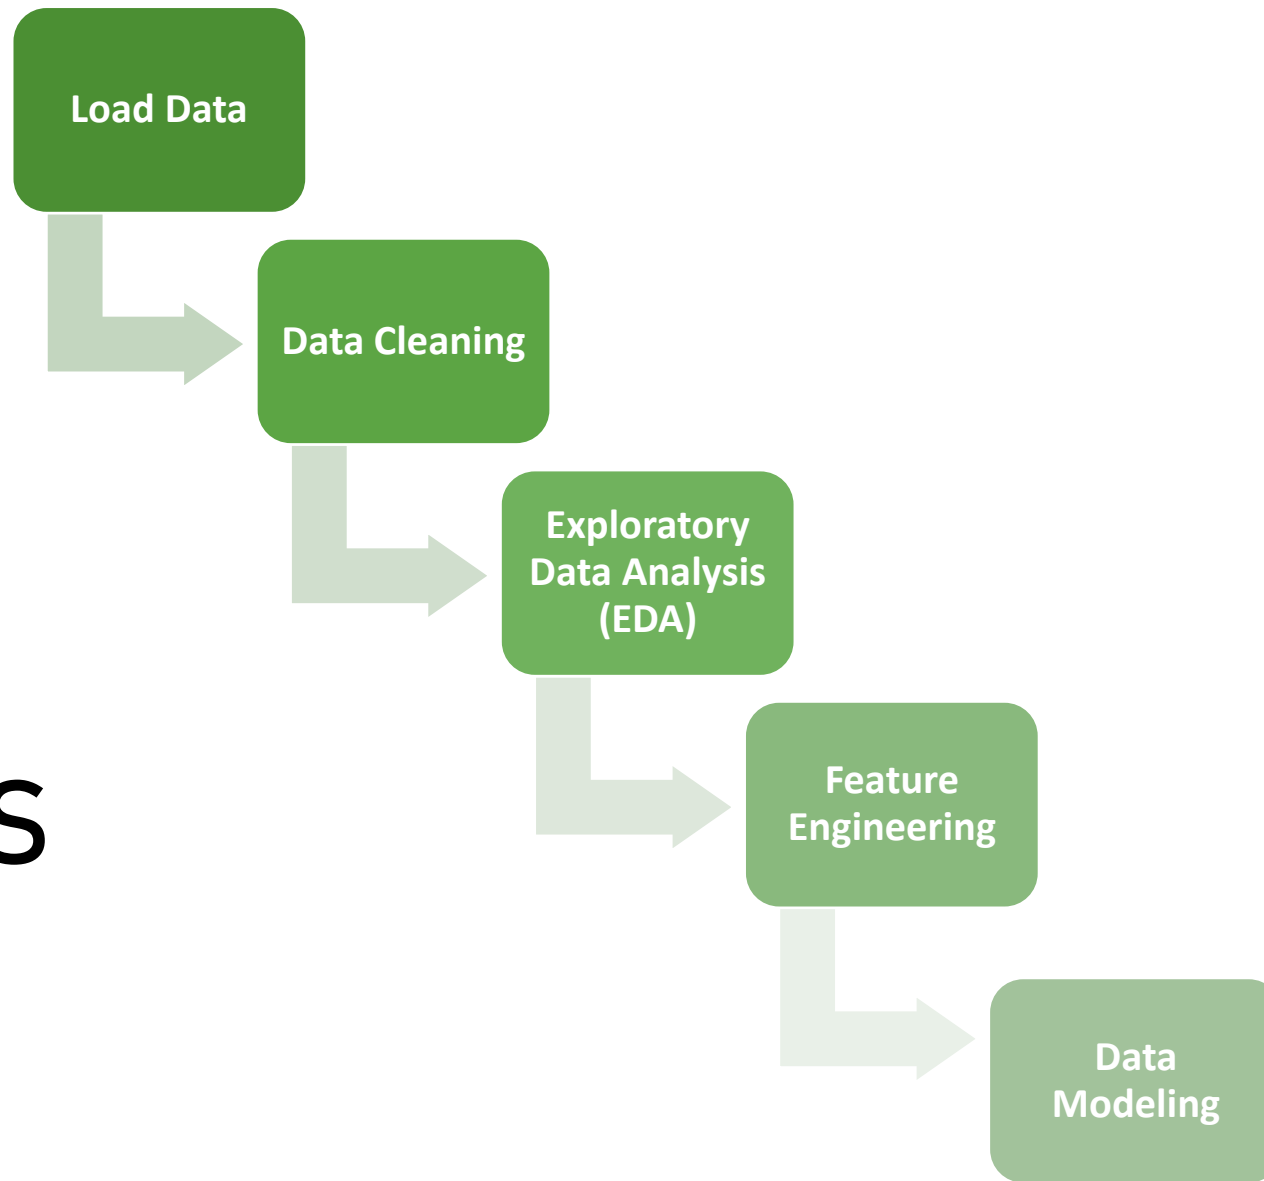 Load Data
Data Cleaning
Exploratory
Data Analysis
(EDA)
s
Feature
Engineering
Data
Modeling